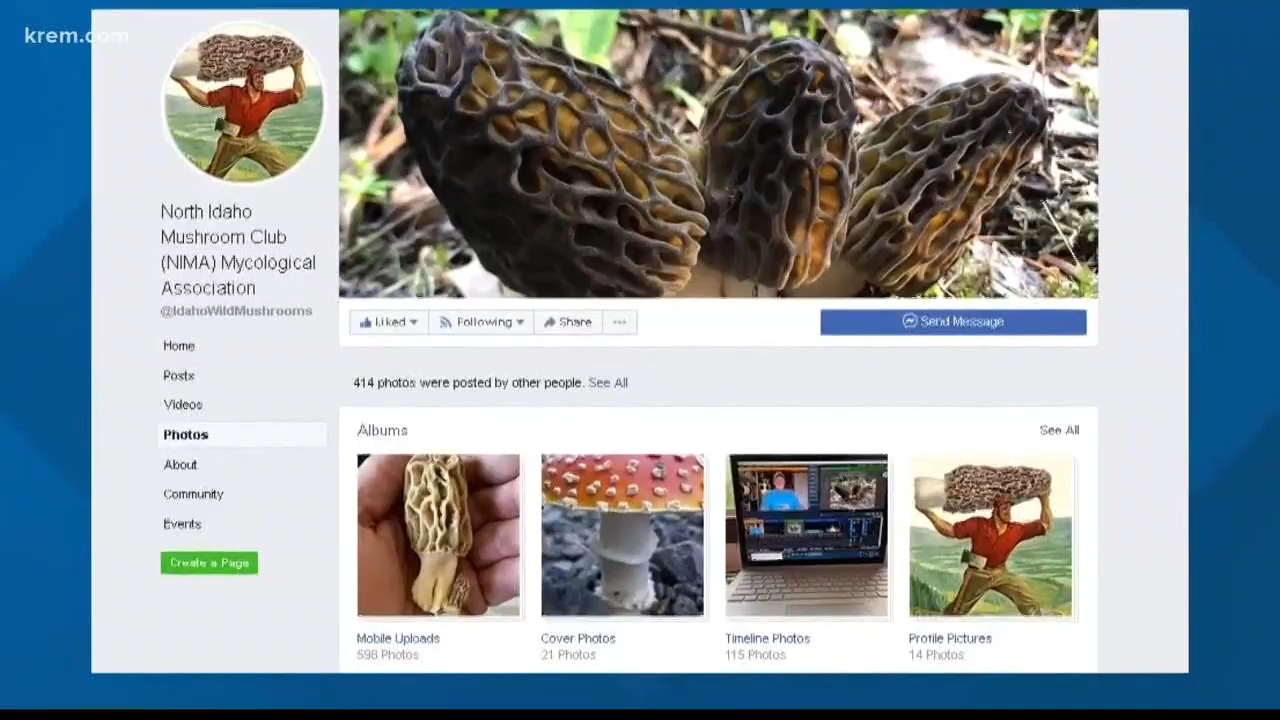 krem.com
North Idaho
Mushroom Club
(NIMA) Mycological
Association
@IdahoWildMushrooms
Home
Posts
Videos
Photos
About
Community
Events
Create a Page
Liked
Following
Share
...
Send Message
414 photos were posted by other people. See All
Albums
See All
Mobile Uploads
598 Photos
Cover Photos
21 Photos
Timeline Photos
115 Photos
Profile Pictures
14 Photos